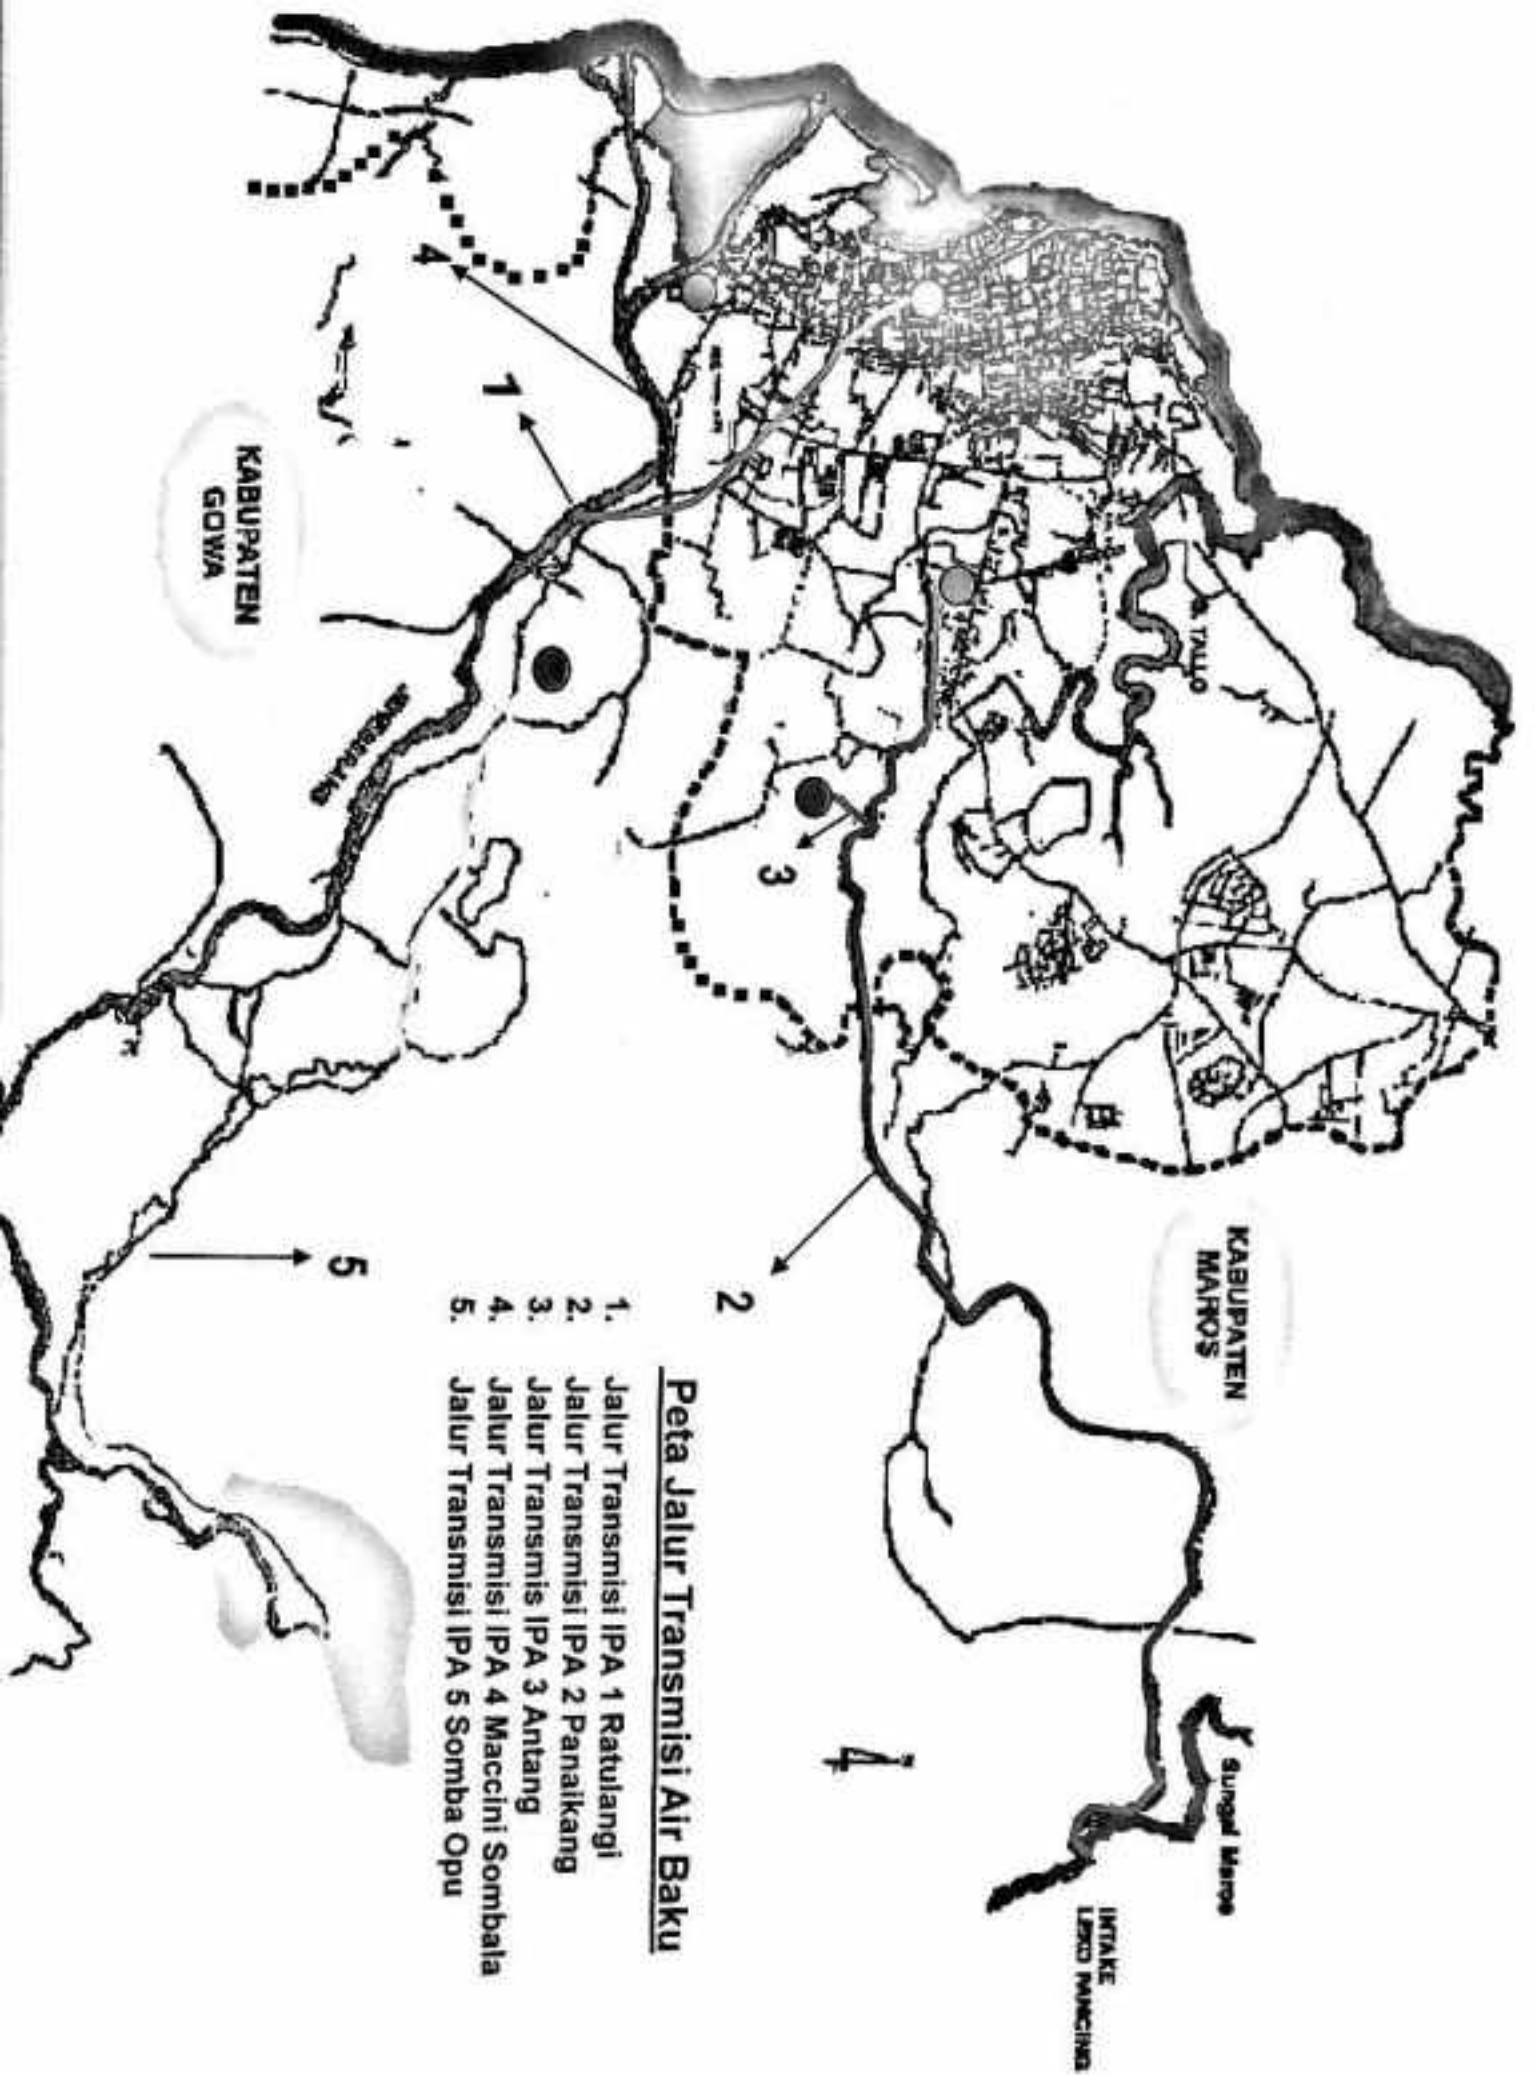 Peta Jalur Transmisi Air Baku
1. Jalur Transmisi IPA 1 Ratulangi
2. Jalur Transmisi IPA 2 Panaikang
3. Jalur Transmis IPA 3 Antang
4. Jalur Transmisi IPA 4 Maccini Sombala
5. Jalur Transmisi IPA 5 Somba Opu
KABUPATEN
MAROS
KABUPATEN
GOWA
TALLO
Sungai Maros
INTAKE
LEKO PANCING
1
2
3
4
5